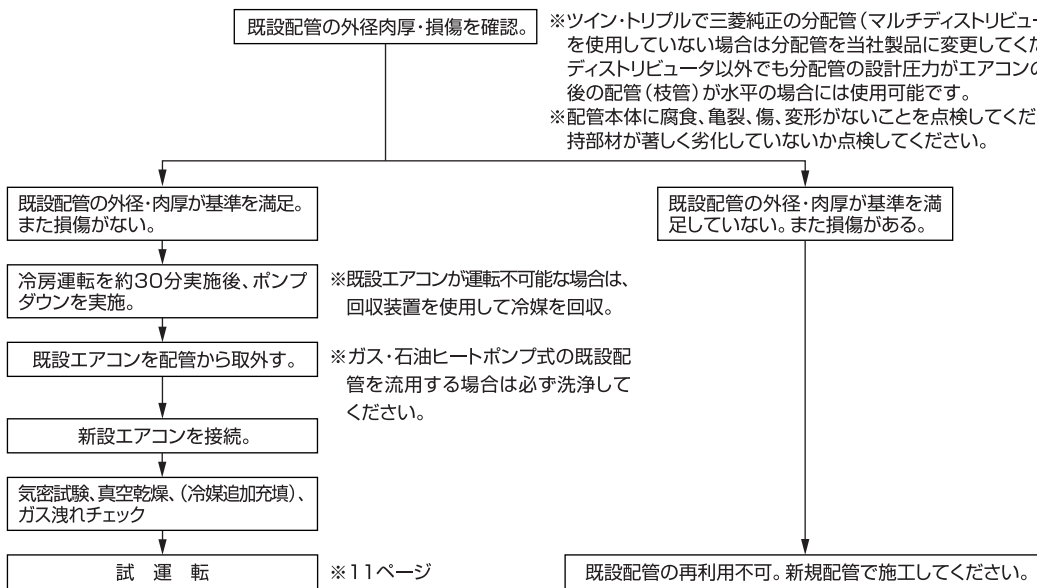 既設配管の外径肉厚・損傷を確認。
※ツイン・トリプルで三菱純正の分配管（マルチディストリビュー
を使用していない場合は分配管を当社製品に変更してくだ
ディストリビュータ以外でも分配管の設計圧力がエアコンの
後の配管（枝管）が水平の場合には使用可能です。
※配管本体に腐食、亀裂、傷、変形がないことを点検してくだ
持部材が著しく劣化していないか点検してください。
既設配管の外径・肉厚が基準を満足。
また損傷がない。
既設配管の外径・肉厚が基準を満
足していない。また損傷がある。
冷房運転を約30分実施後、ポンプ
ダウンを実施。
※既設エアコンが運転不可能な場合は、
回収装置を使用して冷媒を回収。
既設エアコンを配管から取外す。
※ガス・石油ヒートポンプ式の既設配
管を流用する場合は必ず洗浄して
ください。
新設エアコンを接続。
気密試験、真空乾燥、（冷媒追加充填）、
ガス洩れチェック
試 運 転
※11ページ
既設配管の再利用不可。新規配管で施工してください。